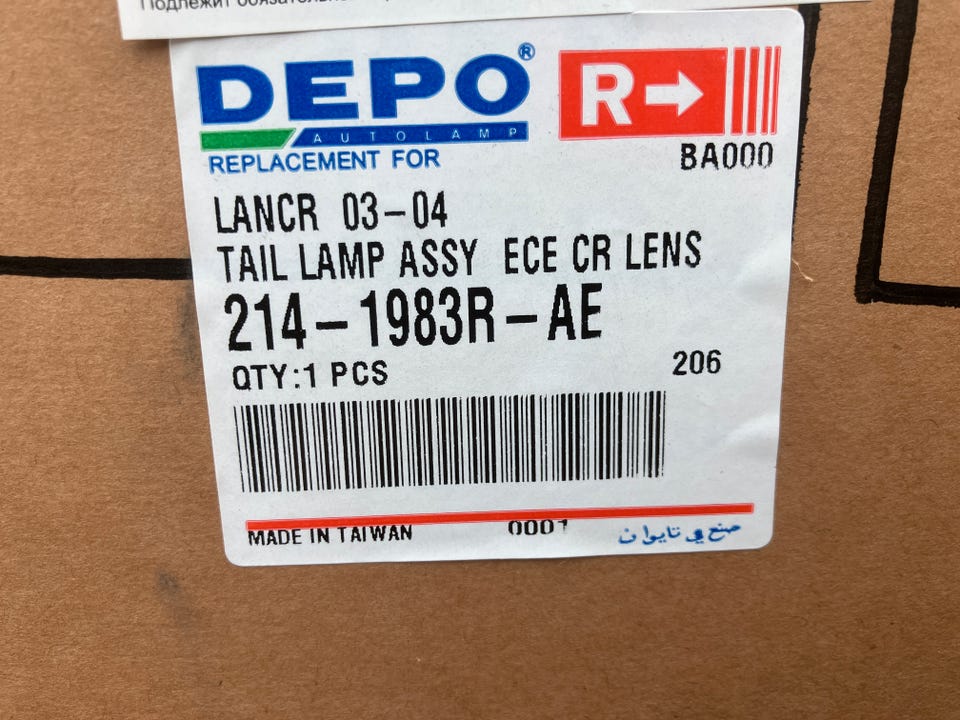 Подлежит
DEPO®
AUTOLAMP
REPLACEMENT FOR
R
BA000
LANCR 03-04
TAIL LAMP ASSY ECE CR LENS
214-1983R-AE
QTY:1 PCS
206
MADE IN TAIWAN
0001
صنع في تايوان